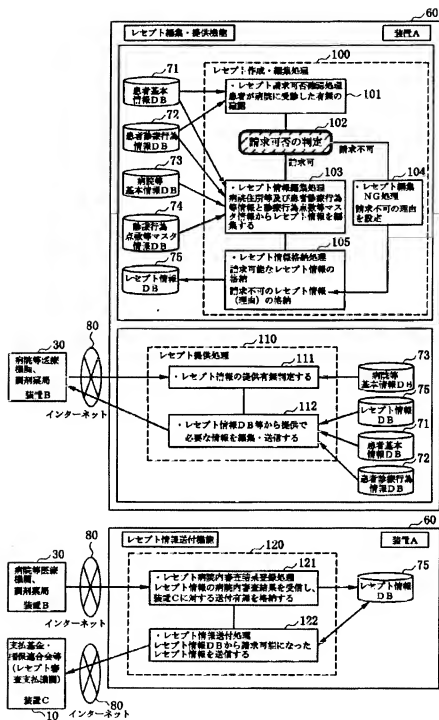 60
レセプト編集・提供機能
装置A
100
レセプト作成・編集処理
71
患者基本
情報DB
・レセプト請求可否確認処理
患者が病院に受診した有無の
確認
101
72
患者診療行為
情報DB
102
請求可否の判定
請求不可
請求可
73
病院等
基本情報DB
103
・レセプト情報編集処理
病院住所等及び患者診療行為
等情報と診療行為点数等マス
タ情報からレセプト情報を編
集する
104
・レセプト編集
NG処理
請求不可の理由
を設定
74
診療行為
点数等マスタ
情報DB
105
・レセプト情報格納処理
請求可能なレセプト情報の
格納
請求不可のレセプト情報
(理由)の格納
75
レセプト情報
DB
110
レセプト提供処理
80
30
病院等医療
機関、
調剤薬局
装置B
インターネット
111
・レセプト情報の提供有無判定する
112
・レセプト情報DB等から提供で
必要な情報を編集・送信する
73
病院等
基本情報DB
75
レセプト情報
DB
71
患者基本
情報DB
72
患者診療行為
情報DB
60
レセプト情報送付機能
装置A
120
30
病院等医療
機関、
調剤薬局
装置B
80
インターネット
121
・レセプト病院内審査結果登録処理
レセプト情報の病院内審査結果を受信し、
装置Cに対する送付有無を格納する
75
レセプト情報
DB
122
・レセプト情報送付処理
レセプト情報DBから請求可能になった
レセプト情報を送信する
支払基金・
国保連合会等
(レセプト審
査支払機関)
装置C
10
80
インターネット